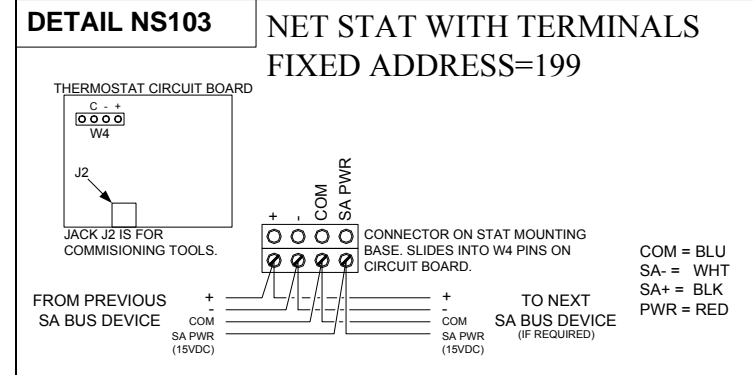 DETAIL NS103
NET STAT WITH TERMINALS
FIXED ADDRESS=199
THERMOSTAT CIRCUIT BOARD
C - +
W4
J2
JACK J2 IS FOR
COMMISIONING TOOLS.
+
-
COM
SA PWR
CONNECTOR ON STAT MOUNTING
BASE. SLIDES INTO W4 PINS ON
CIRCUIT BOARD.
COM = BLU
SA- = WHT
SA+ = BLK
PWR = RED
FROM PREVIOUS
SA BUS DEVICE
+
-
COM
SA PWR
(15VDC)
+
-
COM
SA PWR
(15VDC)
TO NEXT
SA BUS DEVICE
(IF REQUIRED)